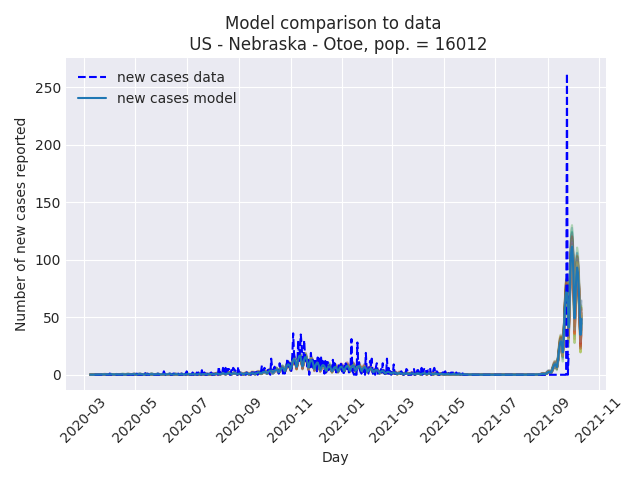 Model comparison to data
US - Nebraska - Otoe, pop. = 16012
new cases data
new cases model
Number of new cases reported
250
200
150
100
50
0
2020-03
2020-05
2020-07
2020-09
2020-11
2021-01
2021-03
2021-05
2021-07
2021-09
2021-11
Day